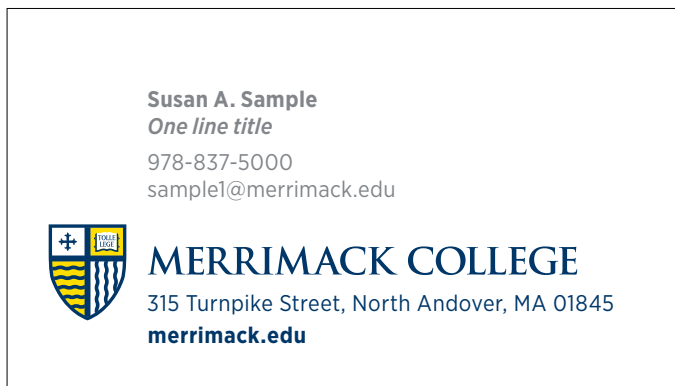 Susan A. Sample
One line title
978-837-5000
sample1@merrimack.edu
TOLLE
LEGE
MERRIMACK COLLEGE
315 Turnpike Street, North Andover, MA 01845
merrimack.edu